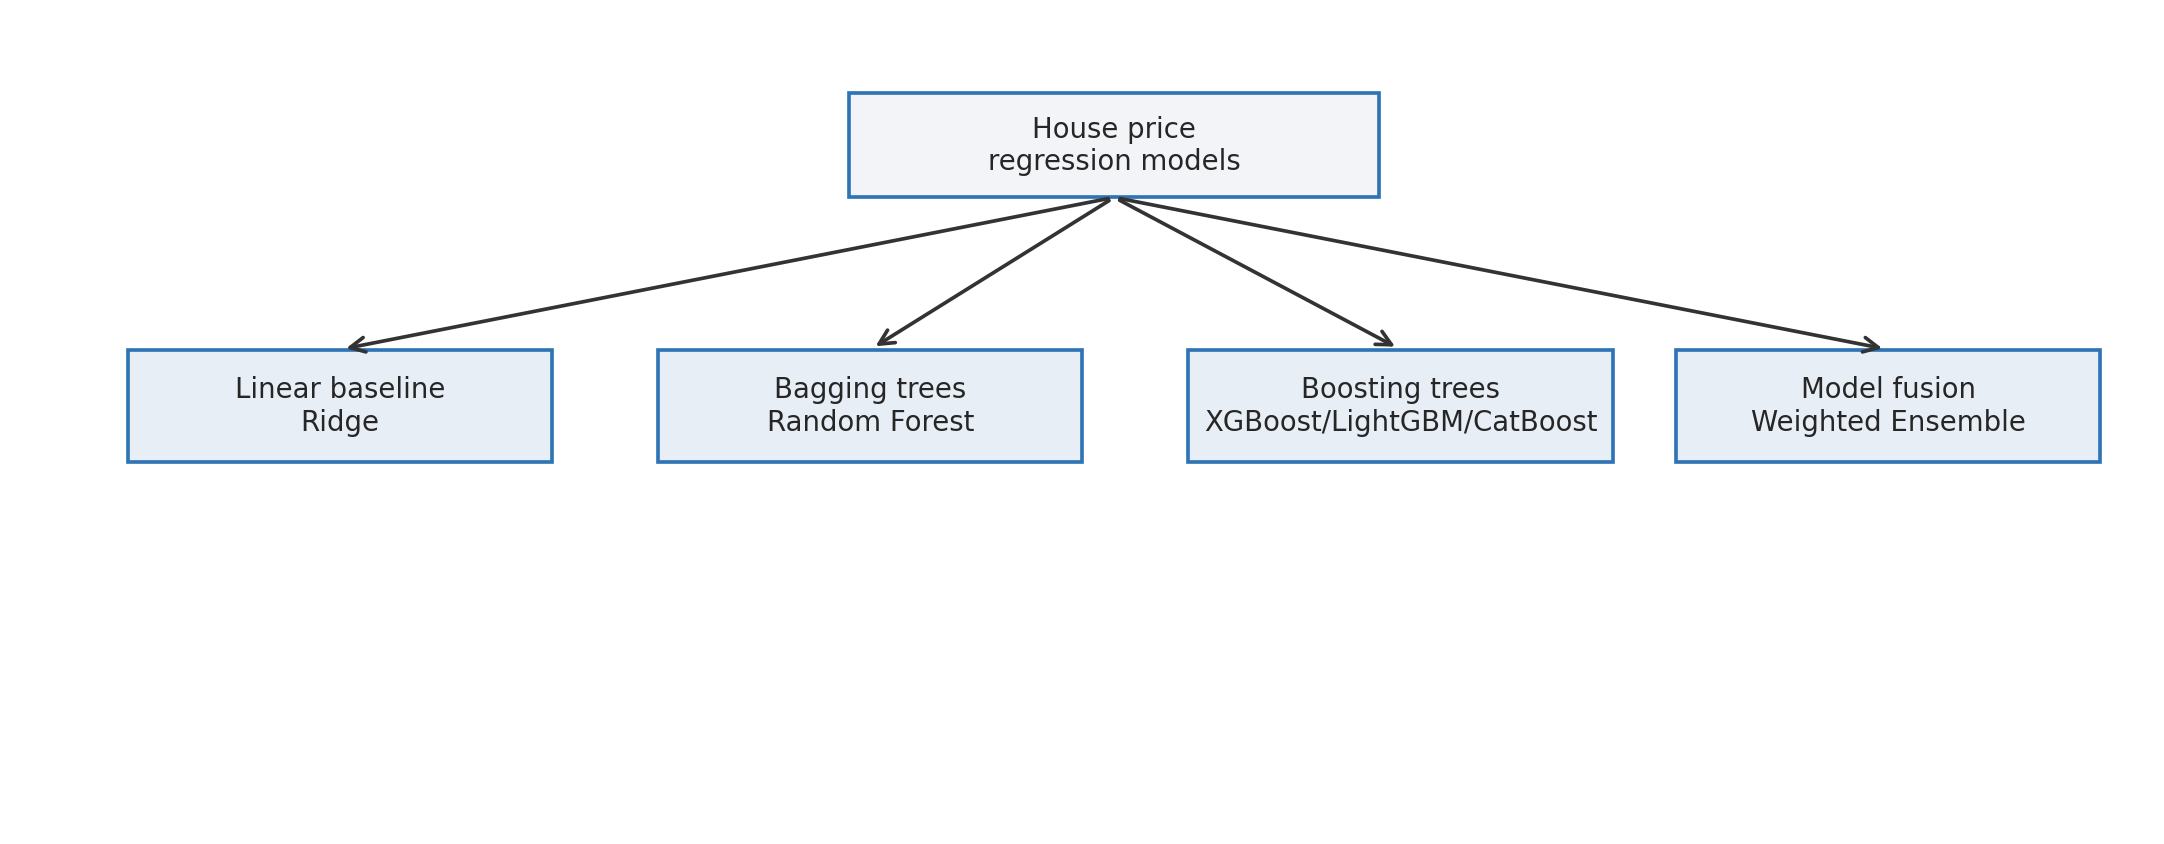 House price
regression models
Linear baseline
Ridge
Bagging trees
Random Forest
Boosting trees
XGBoost/LightGBM/CatBoost
Model fusion
Weighted Ensemble